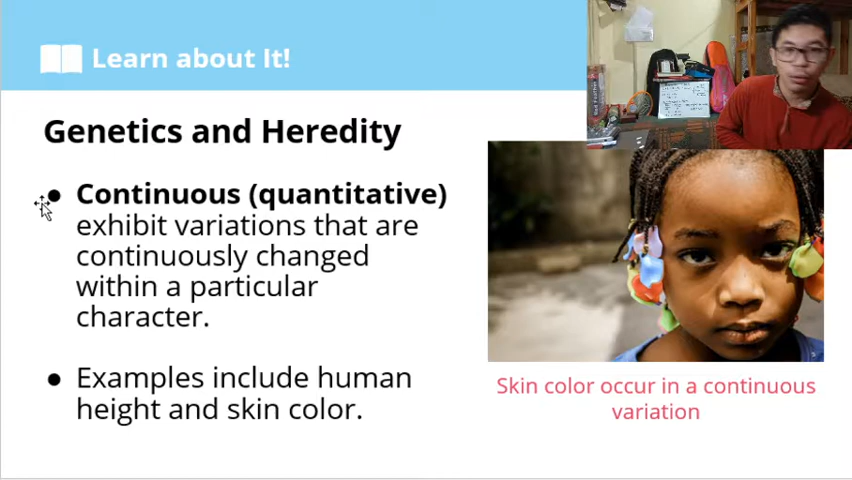 Learn about It!
Genetics and Heredity
● Continuous (quantitative)
exhibit variations that are
continuously changed
within a particular
character.
● Examples include human
height and skin color.
Skin color occur in a continuous
variation